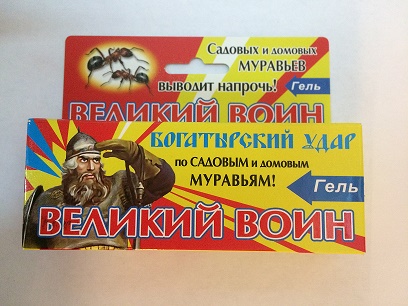 САДОВЫХ И ДОМОВЫХ
МУРАВЬЕВ
ВЫВОДИТ НАПРОЧЬ!
Гель
ВЕЛИКИЙ ВОИН
БОГАТЫРСКИЙ УДАР
ПО САДОВЫМ И ДОМОВЫМ
МУРАВЬЯМ!
Гель
ВЕЛИКИЙ ВОИН